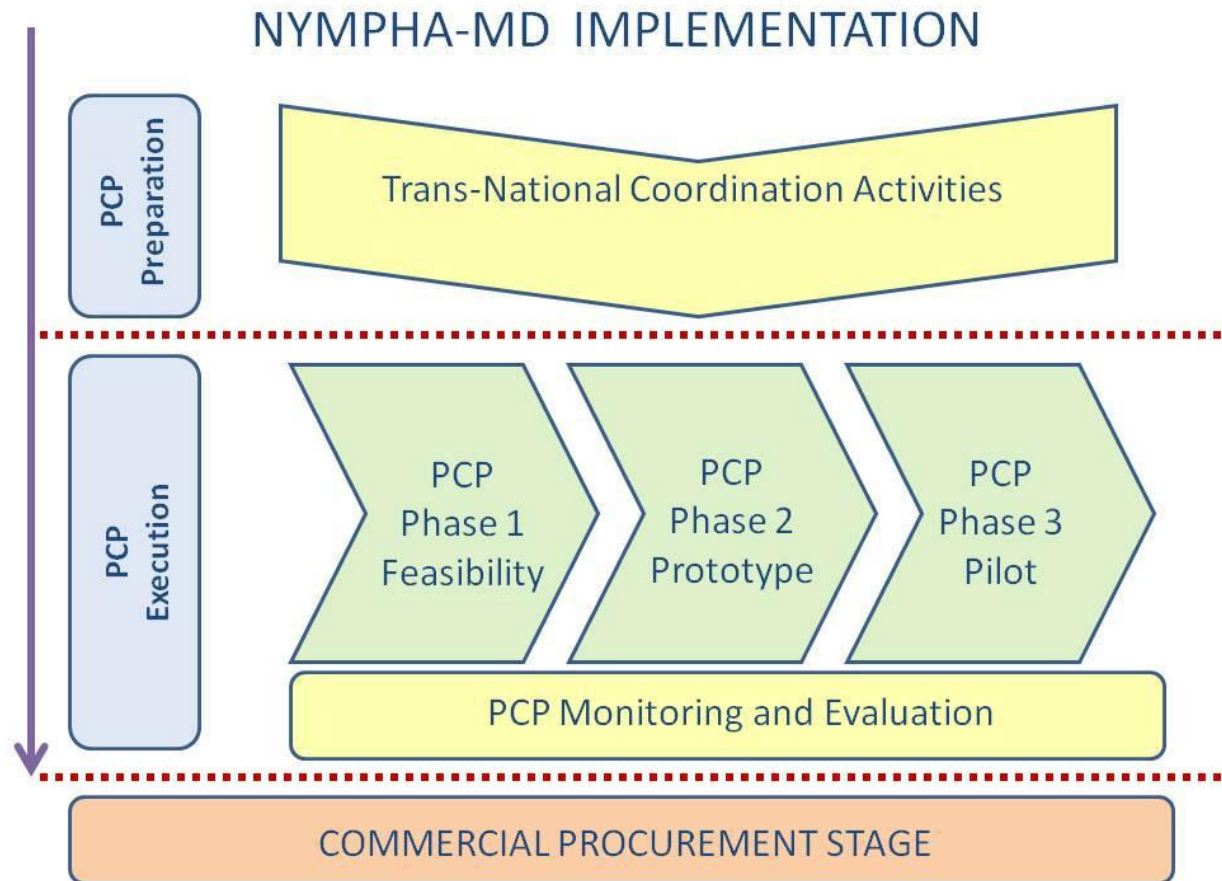 NYMPHA-MD IMPLEMENTATION
PCP
Preparation
Trans-National Coordination Activities
PCP
Execution
PCP
Phase 1
Feasibility
PCP
Phase 2
Prototype
PCP
Phase 3
Pilot
PCP Monitoring and Evaluation
COMMERCIAL PROCUREMENT STAGE